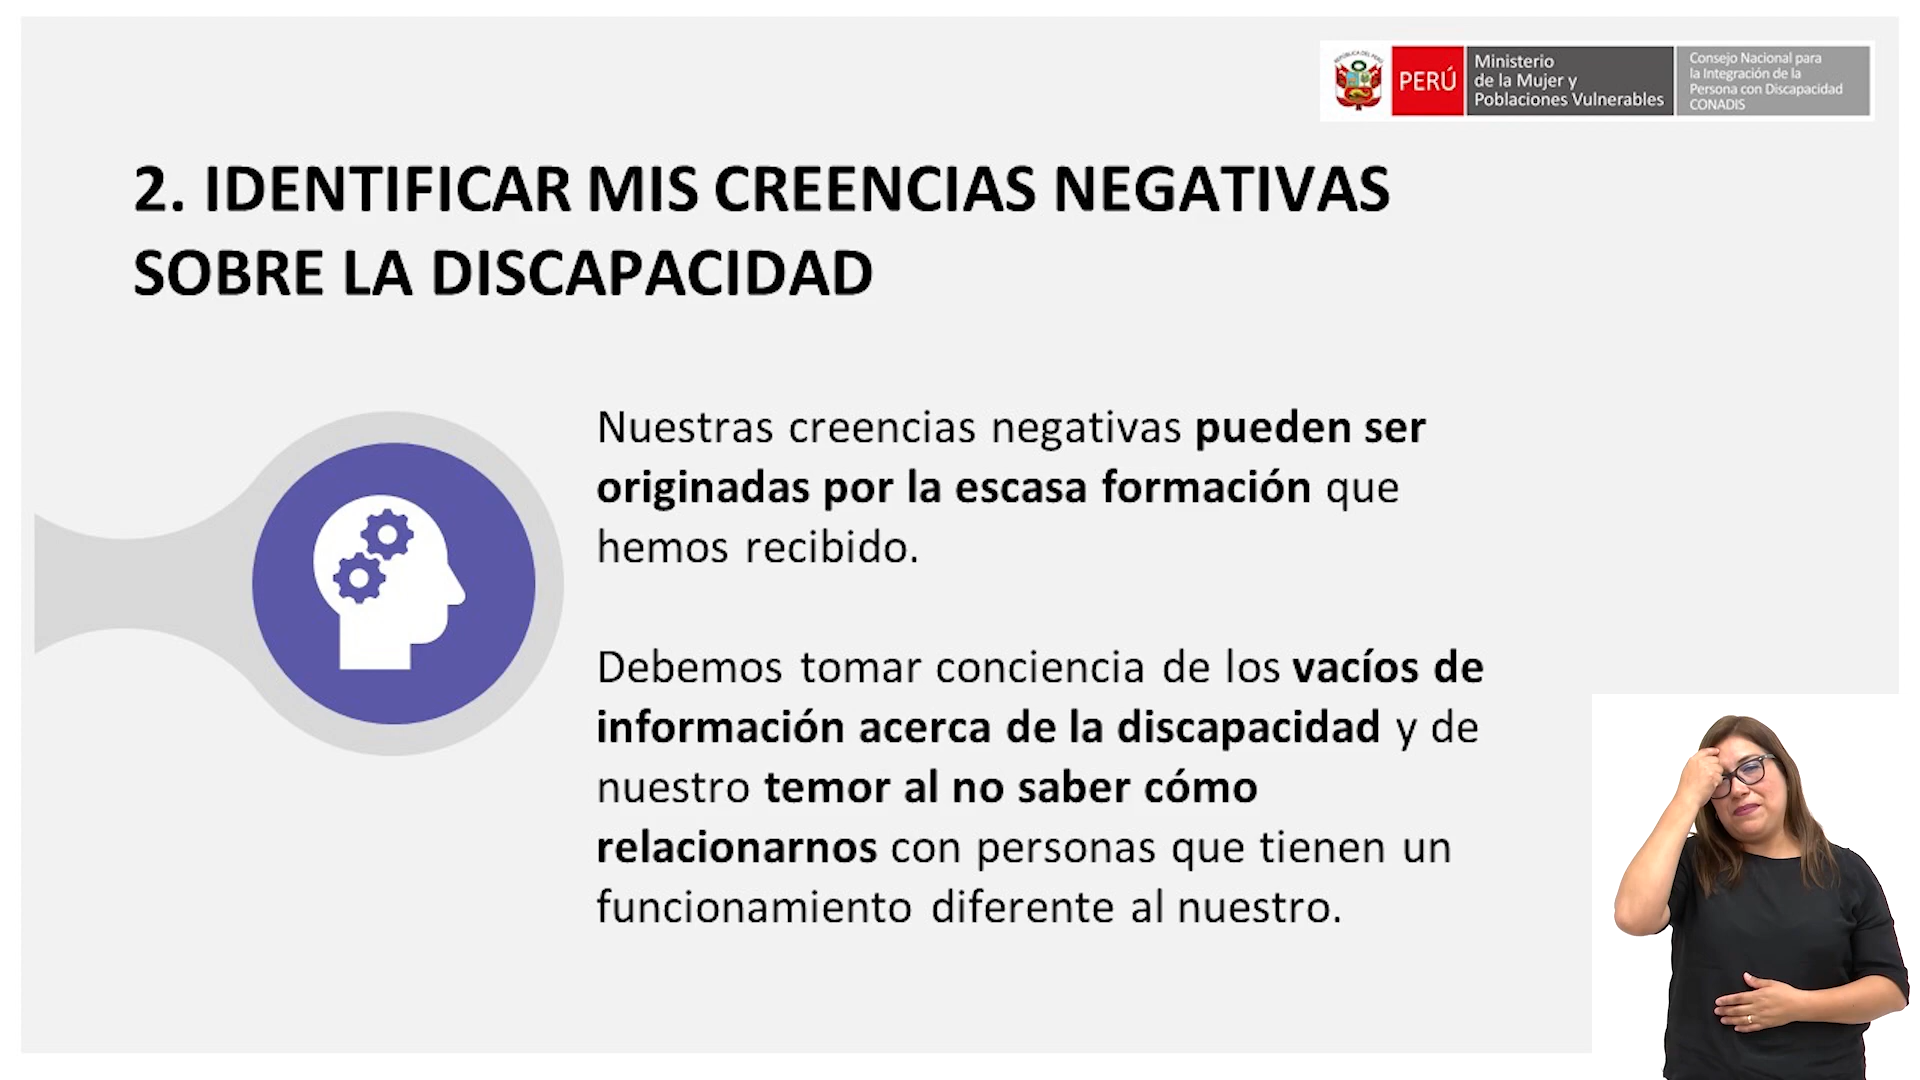 REPÚBLICA DEL PERÚ
PERÚ
Ministerio
de la Mujer y
Poblaciones Vulnerables
Consejo Nacional para
la Integración de la
Persona con Discapacidad
CONADIS
2. IDENTIFICAR MIS CREENCIAS NEGATIVAS
SOBRE LA DISCAPACIDAD
Nuestras creencias negativas pueden ser
originadas por la escasa formación que
hemos recibido.
Debemos tomar conciencia de los vacíos de
información acerca de la discapacidad y de
nuestro temor al no saber cómo
relacionarnos con personas que tienen un
funcionamiento diferente al nuestro.